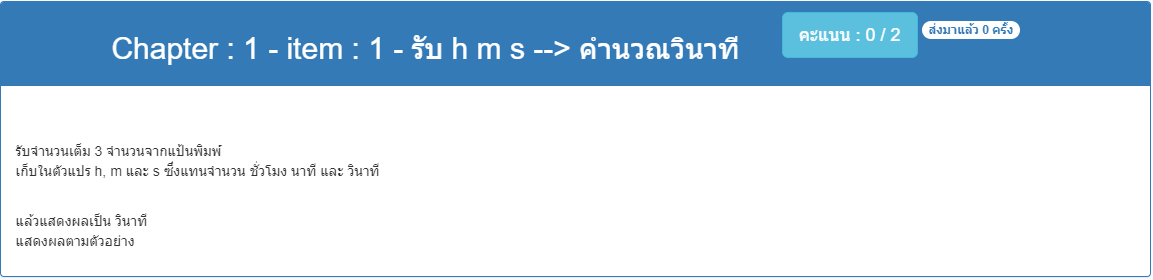 Chapter : 1 - item : 1 - รับ h m s --> คำนวณวินาที
คะแนน : 0 / 2
ส่งมาแล้ว 0 ครั้ง
รับจำนวนเต็ม 3 จำนวนจากแป้นพิมพ์
เก็บในตัวแปร h, m และ s ซึ่งแทนจำนวน ชั่วโมง นาที และ วินาที
แล้วแสดงผลเป็น วินาที
แสดงผลตามตัวอย่าง